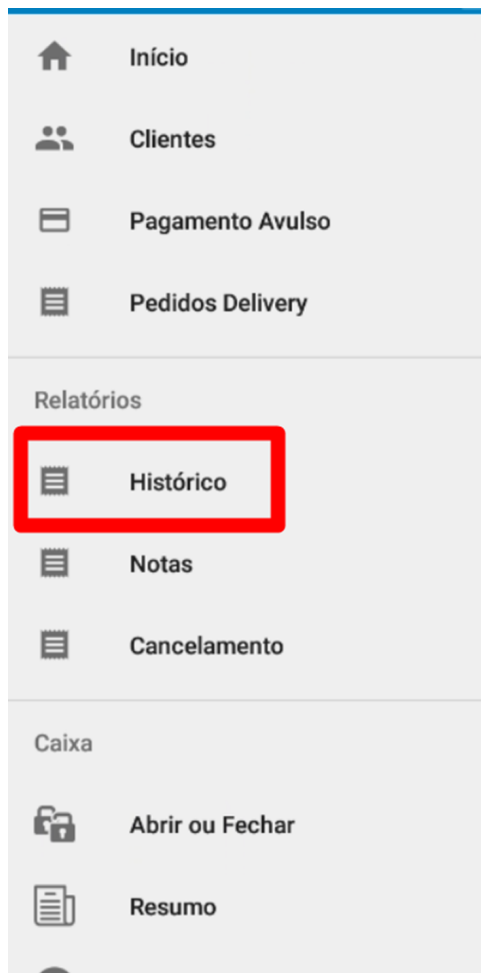 Início
Clientes
Pagamento Avulso
Pedidos Delivery
Relatórios
Histórico
Notas
Cancelamento
Caixa
Abrir ou Fechar
Resumo